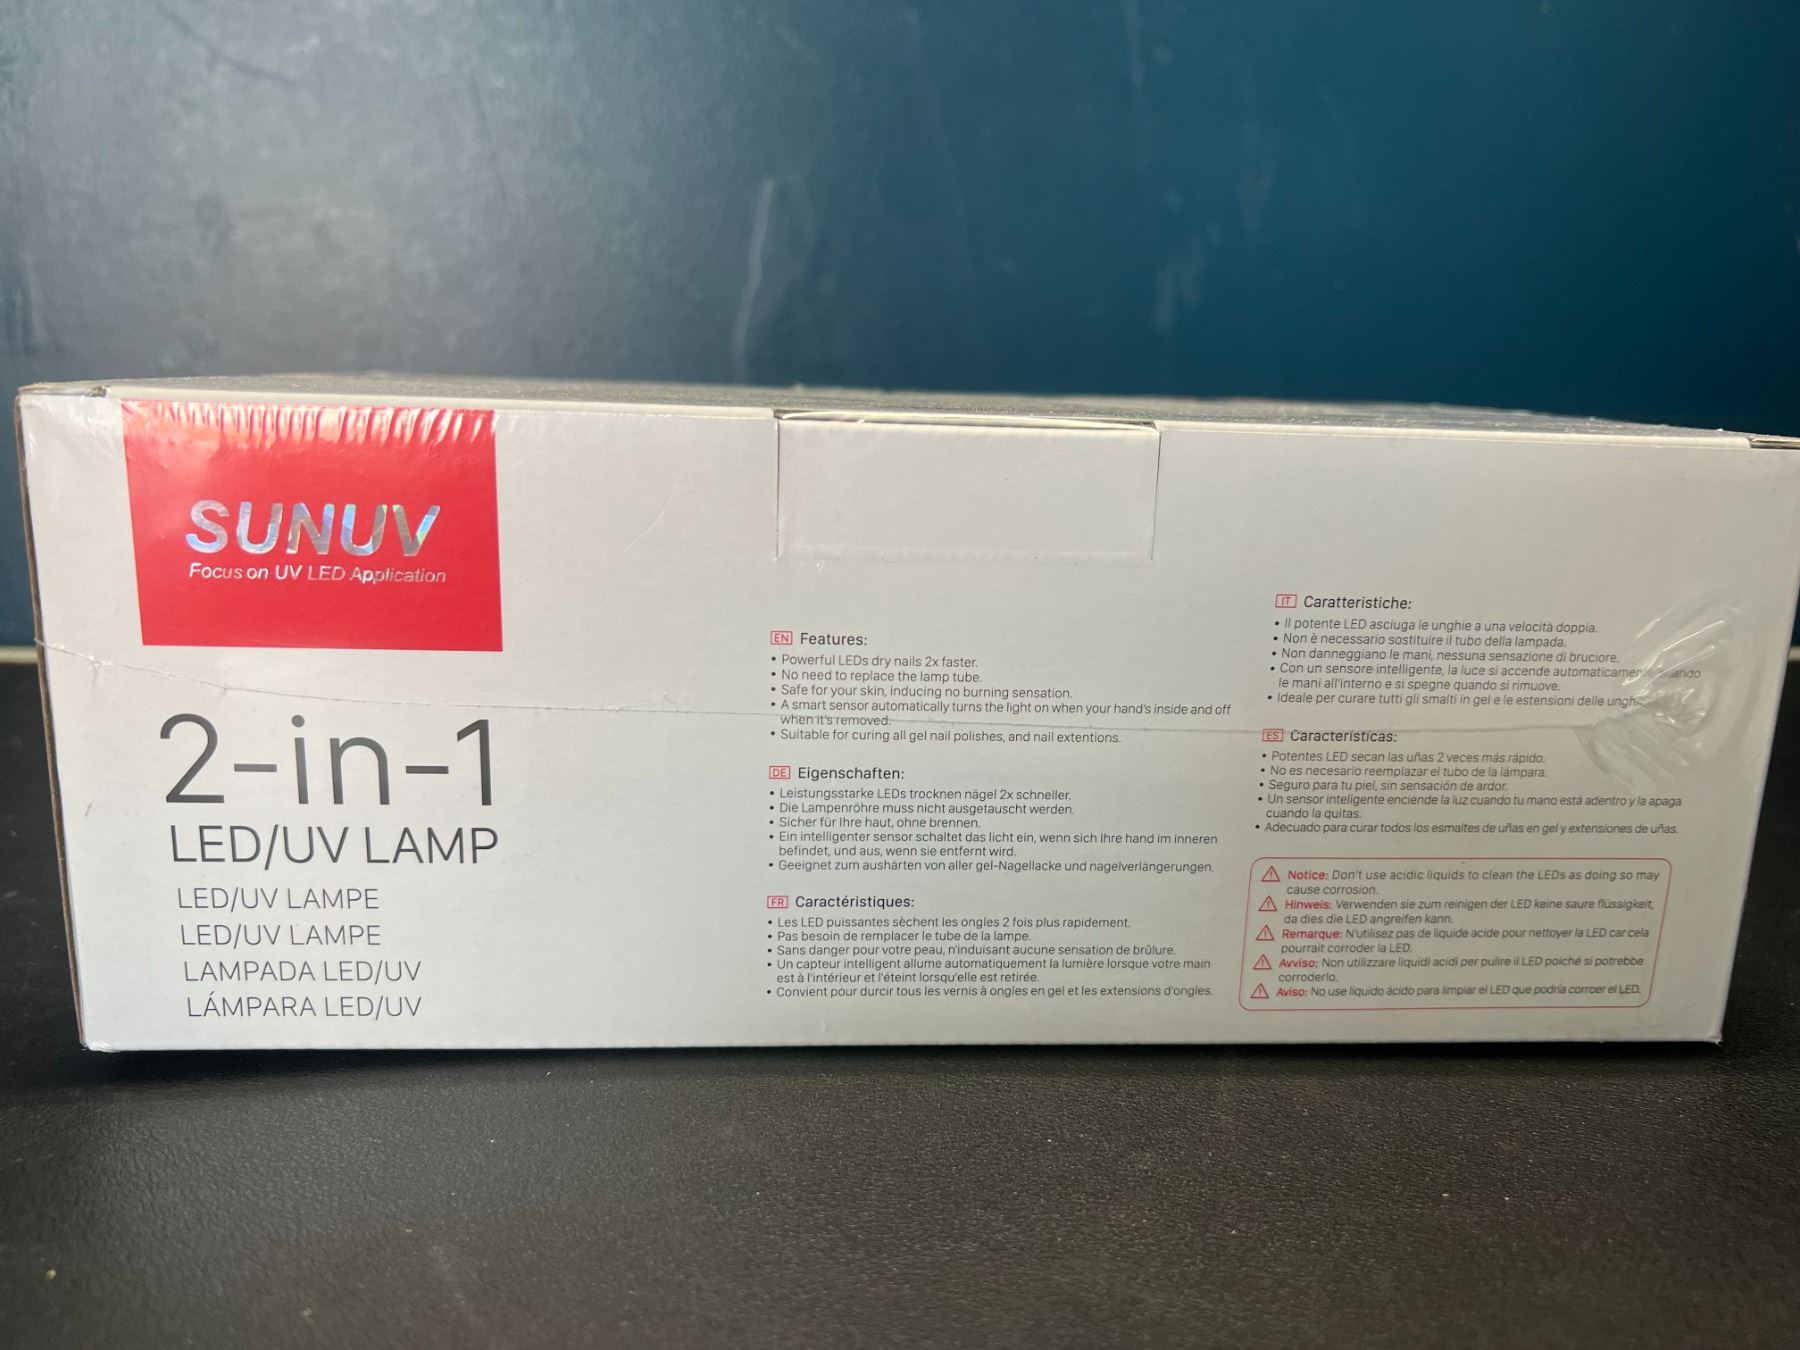 SUNUV
Focus on UV LED Application
2-in-1
LED/UV LAMP
LED/UV LAMPE
LED/UV LAMPE
LAMPADA LED/UV
LÁMPARA LED/UV
EN Features:
• Powerful LEDs dry nails 2x faster.
• No need to replace the lamp tube.
• Safe for your skin, inducing no burning sensation.
• A smart sensor automatically turns the light on when your hand's inside and off
when it's removed.
• Suitable for curing all gel nail polishes, and nail extentions.
DE Eigenschaften:
• Leistungsstarke LEDs trocknen nägel 2x schneller.
• Die Lampenröhre muss nicht ausgetauscht werden.
• Sicher für Ihre haut, ohne brennen.
• Ein intelligenter sensor schaltet das licht ein, wenn sich Ihre hand im inneren
befindet, und aus, wenn sie entfernt wird.
• Geeignet zum aushärten von aller gel-Nagellacke und nagelverlängerungen.
FR Caractéristiques:
• Les LED puissantes sèchent les ongles 2 fois plus rapidement.
• Pas besoin de remplacer le tube de la lampe.
• Sans danger pour votre peau, n'induisant aucune sensation de brûlure.
• Un capteur intelligent allume automatiquement la lumière lorsque votre main
est à l'intérieur et l'éteint lorsqu'elle est retirée.
• Convient pour durcir tous les vernis à ongles en gel et les extensions d'ongles.
IT Caratteristiche:
• Il potente LED asciuga le unghie a una velocità doppia.
• Non è necessario sostituire il tubo della lampada.
• Non danneggiano le mani, nessuna sensazione di bruciore.
• Con un sensore intelligente, la luce si accende
le mani all'interno e si spegne quando si rimuove.
• Ideale per curare tutti gli smalti in gel e le estensioni delle
ES Características:
• Potentes LED secan las uñas 2 veces más rápido.
• No es necesario reemplazar el tubo de la lámpara.
• Seguro para tu piel, sin sensación de ardor.
• Un sensor inteligente enciende la luz cuando tu mano está adentro y la apaga
cuando la quitas.
• Adecuado para curar todos los esmaltes de uñas en gel y extensiones de uñas.
Notice: Don't use acidic liquids to clean the LEDs as doing so may
cause corrosion.
Hinweis: Verwenden sie zum reinigen der LED keine saure flüssigkeit,
da dies die LED angreifen kann.
Remarque: N'utilisez pas de liquide acide pour nettoyer la LED car cela
pourrait corroder la LED.
Avviso: Non utilizzare liquidi acidi per pulire il LED poiché si potrebbe
corroderlo.
Aviso: No use líquido ácido para limpiar el LED que podría corroer el LED.